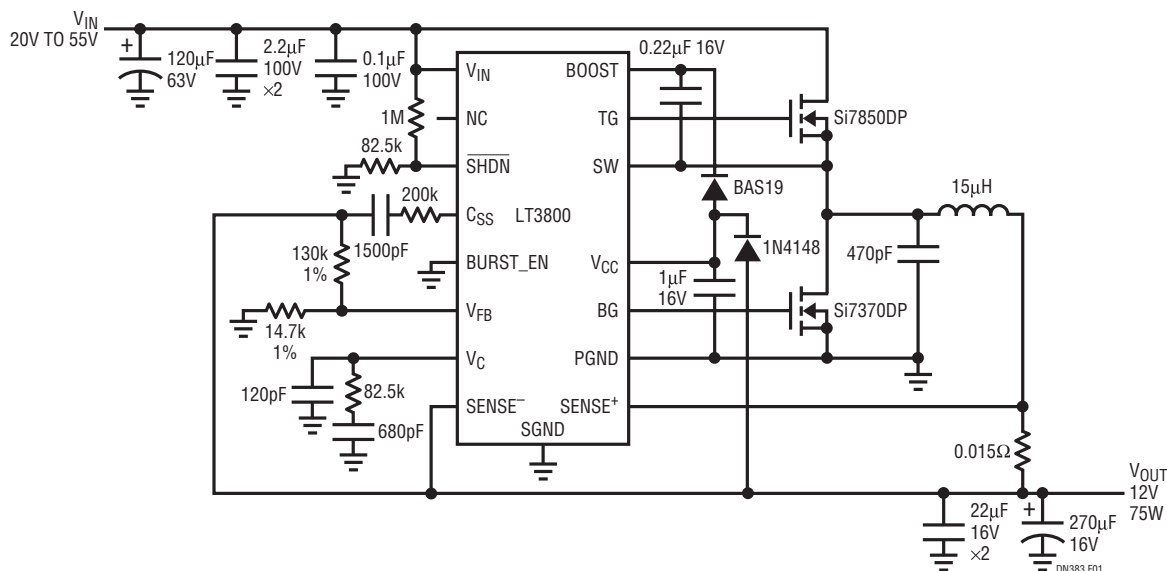 V_IN
20V TO 55V
+
120µF
63V
2.2µF
100V
×2
0.1µF
100V
1M
82.5k
200k
1500pF
130k
1%
14.7k
1%
120pF
82.5k
680pF
V_IN
NC
SHDN
C_SS
BURST_EN
V_FB
V_C
SENSE⁻
LT3800
SGND
BOOST
TG
SW
V_CC
BG
PGND
SENSE⁺
0.22µF 16V
BAS19
1N4148
1µF
16V
Si7850DP
15µH
470pF
Si7370DP
0.015Ω
V_OUT
12V
75W
22µF
16V
×2
+
270µF
16V
DN383 F01